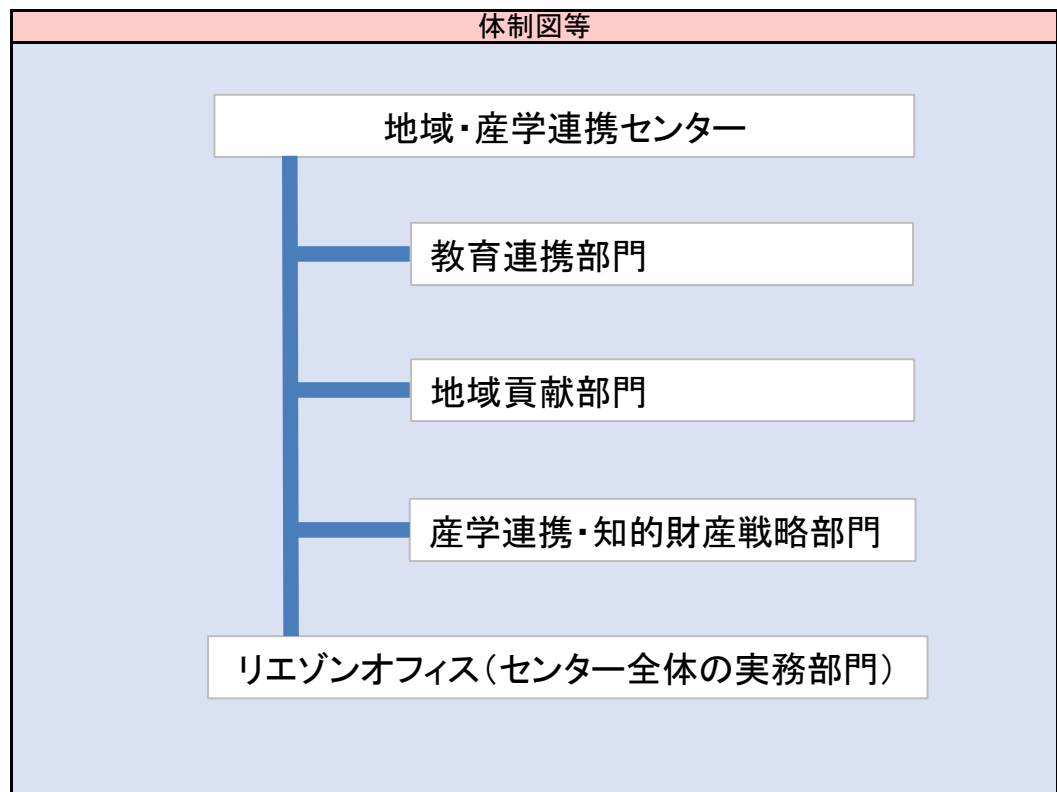 体制図等
地域・産学連携センター
教育連携部門
地域貢献部門
産学連携・知的財産戦略部門
リエゾンオフィス（センター全体の実務部門）